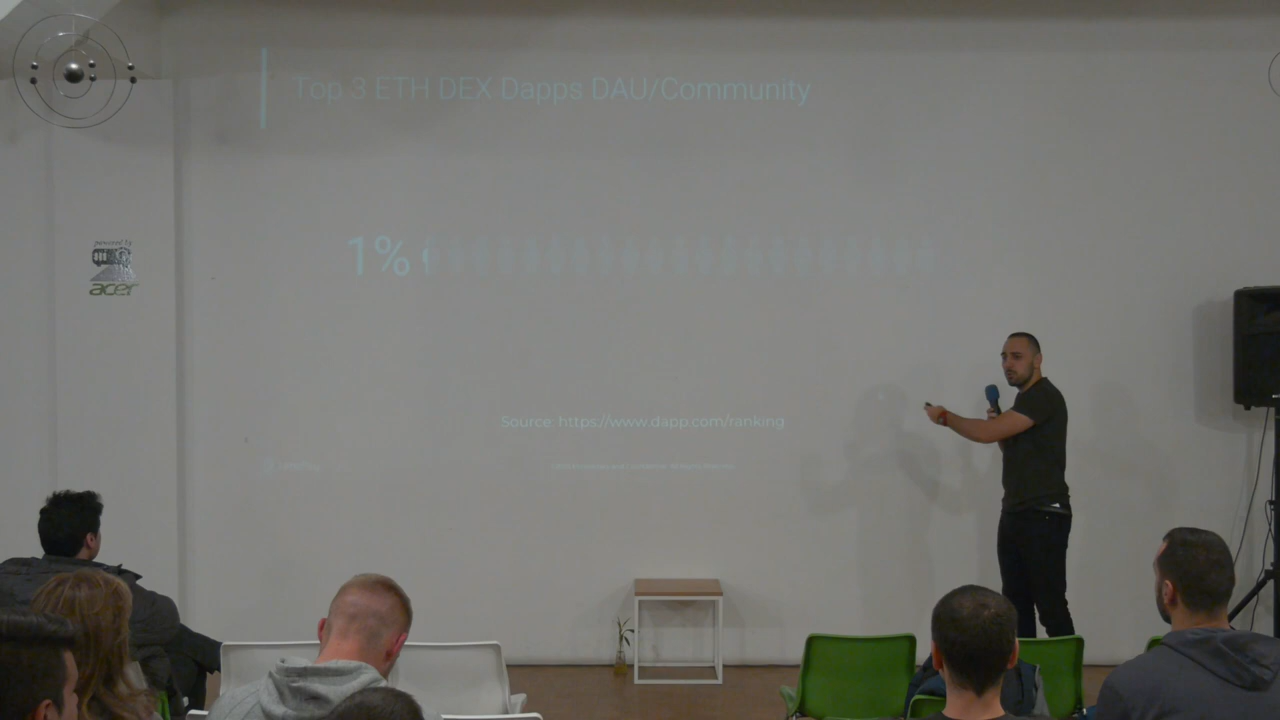 Top 3 ETH DEX Dapps DAU/Community
1%
powered by
acer
Source: https://www.dapp.com/ranking